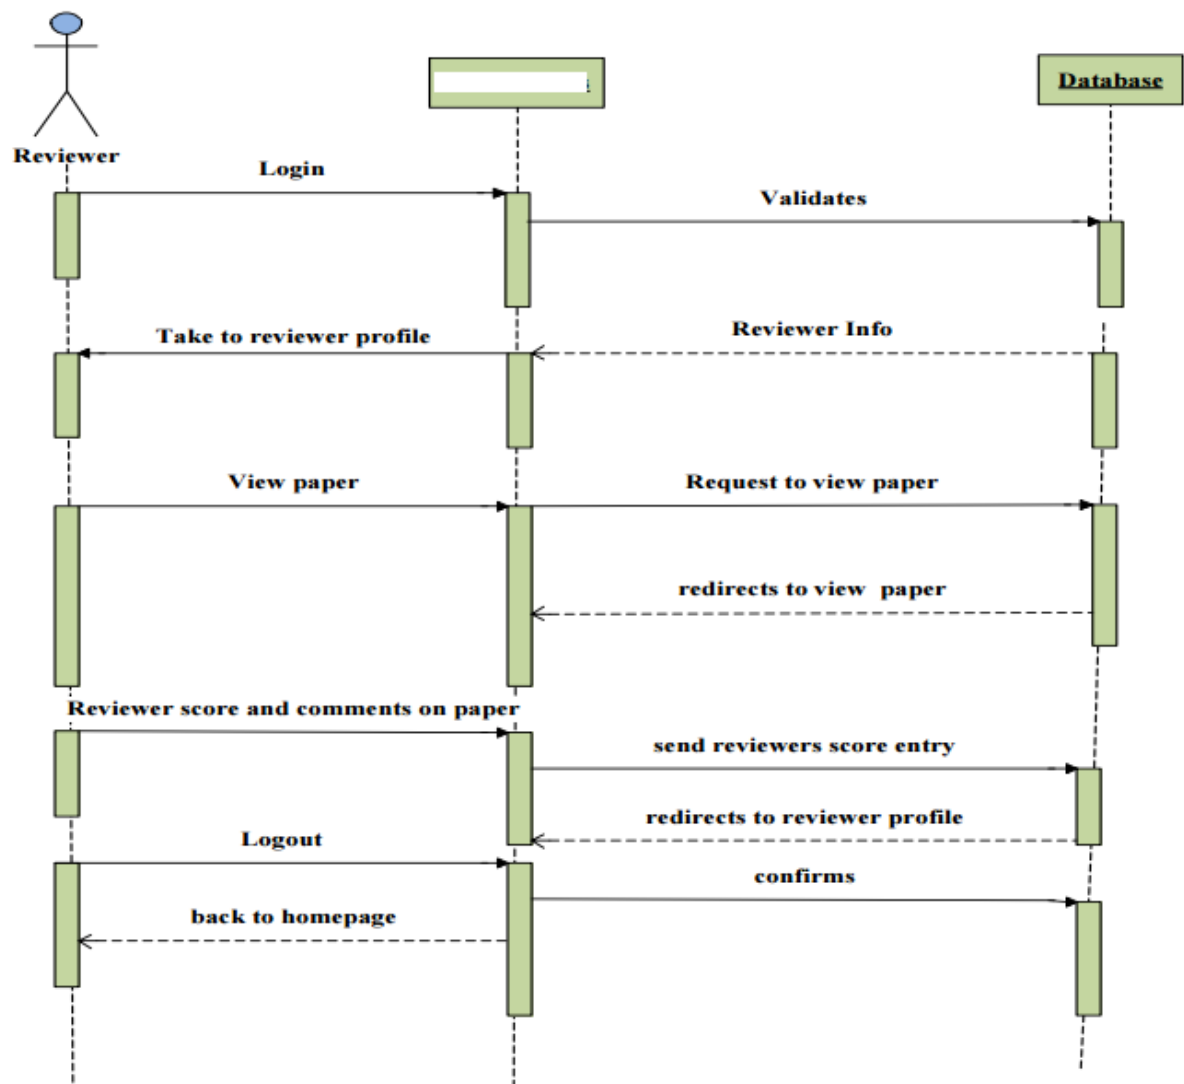 Database
Reviewer
Login
Validates
Take to reviewer profile
Reviewer Info
View paper
Request to view paper
redirects to view  paper
Reviewer score and comments on paper
send reviewers score entry
redirects to reviewer profile
Logout
confirms
back to homepage